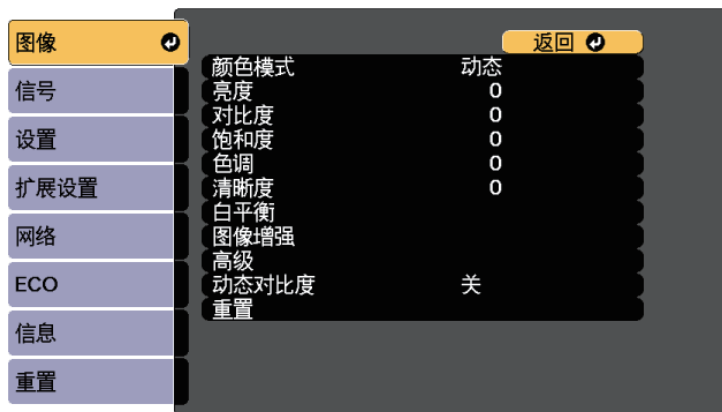 图像
信号
设置
扩展设置
网络
ECO
信息
重置
返回
颜色模式 动态
亮度 0
对比度 0
饱和度 0
色调 0
清晰度 0
白平衡
图像增强
高级
动态对比度 关
重置